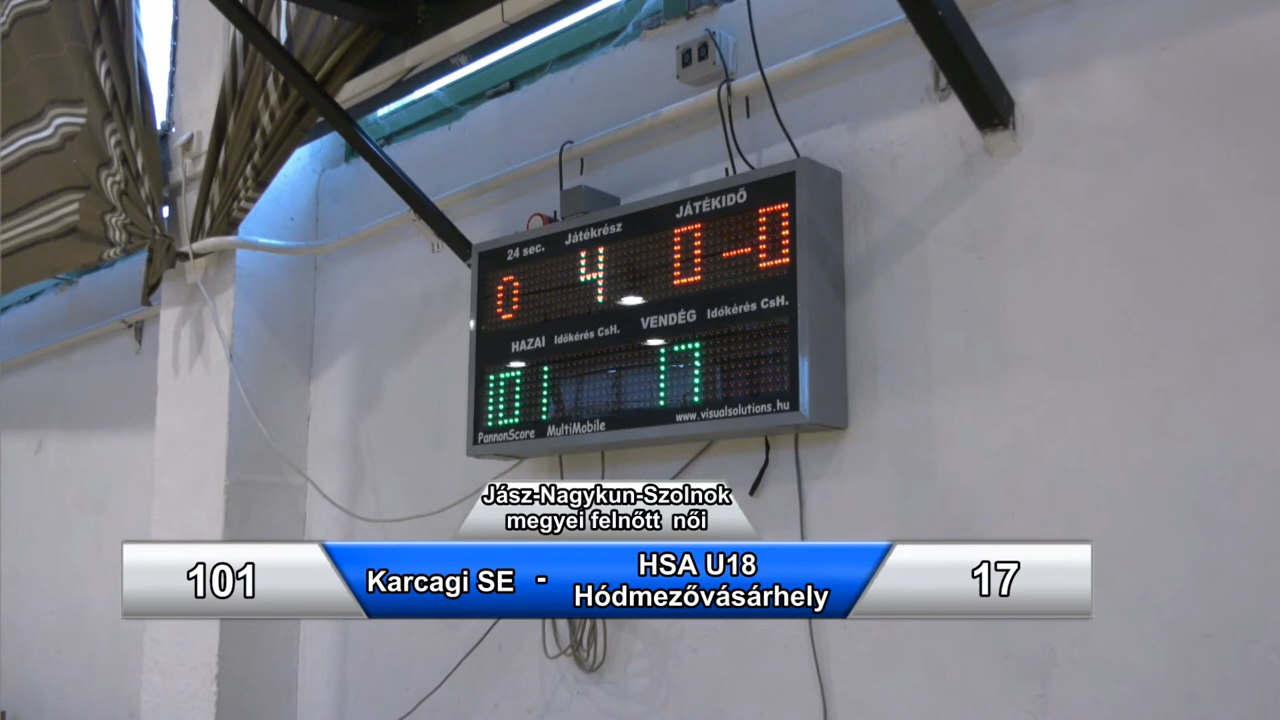 JÁTÉKIDŐ
24 sec. Játékrész
0 4 0-0
HAZAI Időkérés CsH. VENDÉG Időkérés CsH.
101 17
PannonScore MultiMobile www.visualsolutions.hu
Jász-Nagykun-Szolnok
megyei felnőtt női
101 Karcagi SE - HSA U18 17
Hódmezővásárhely